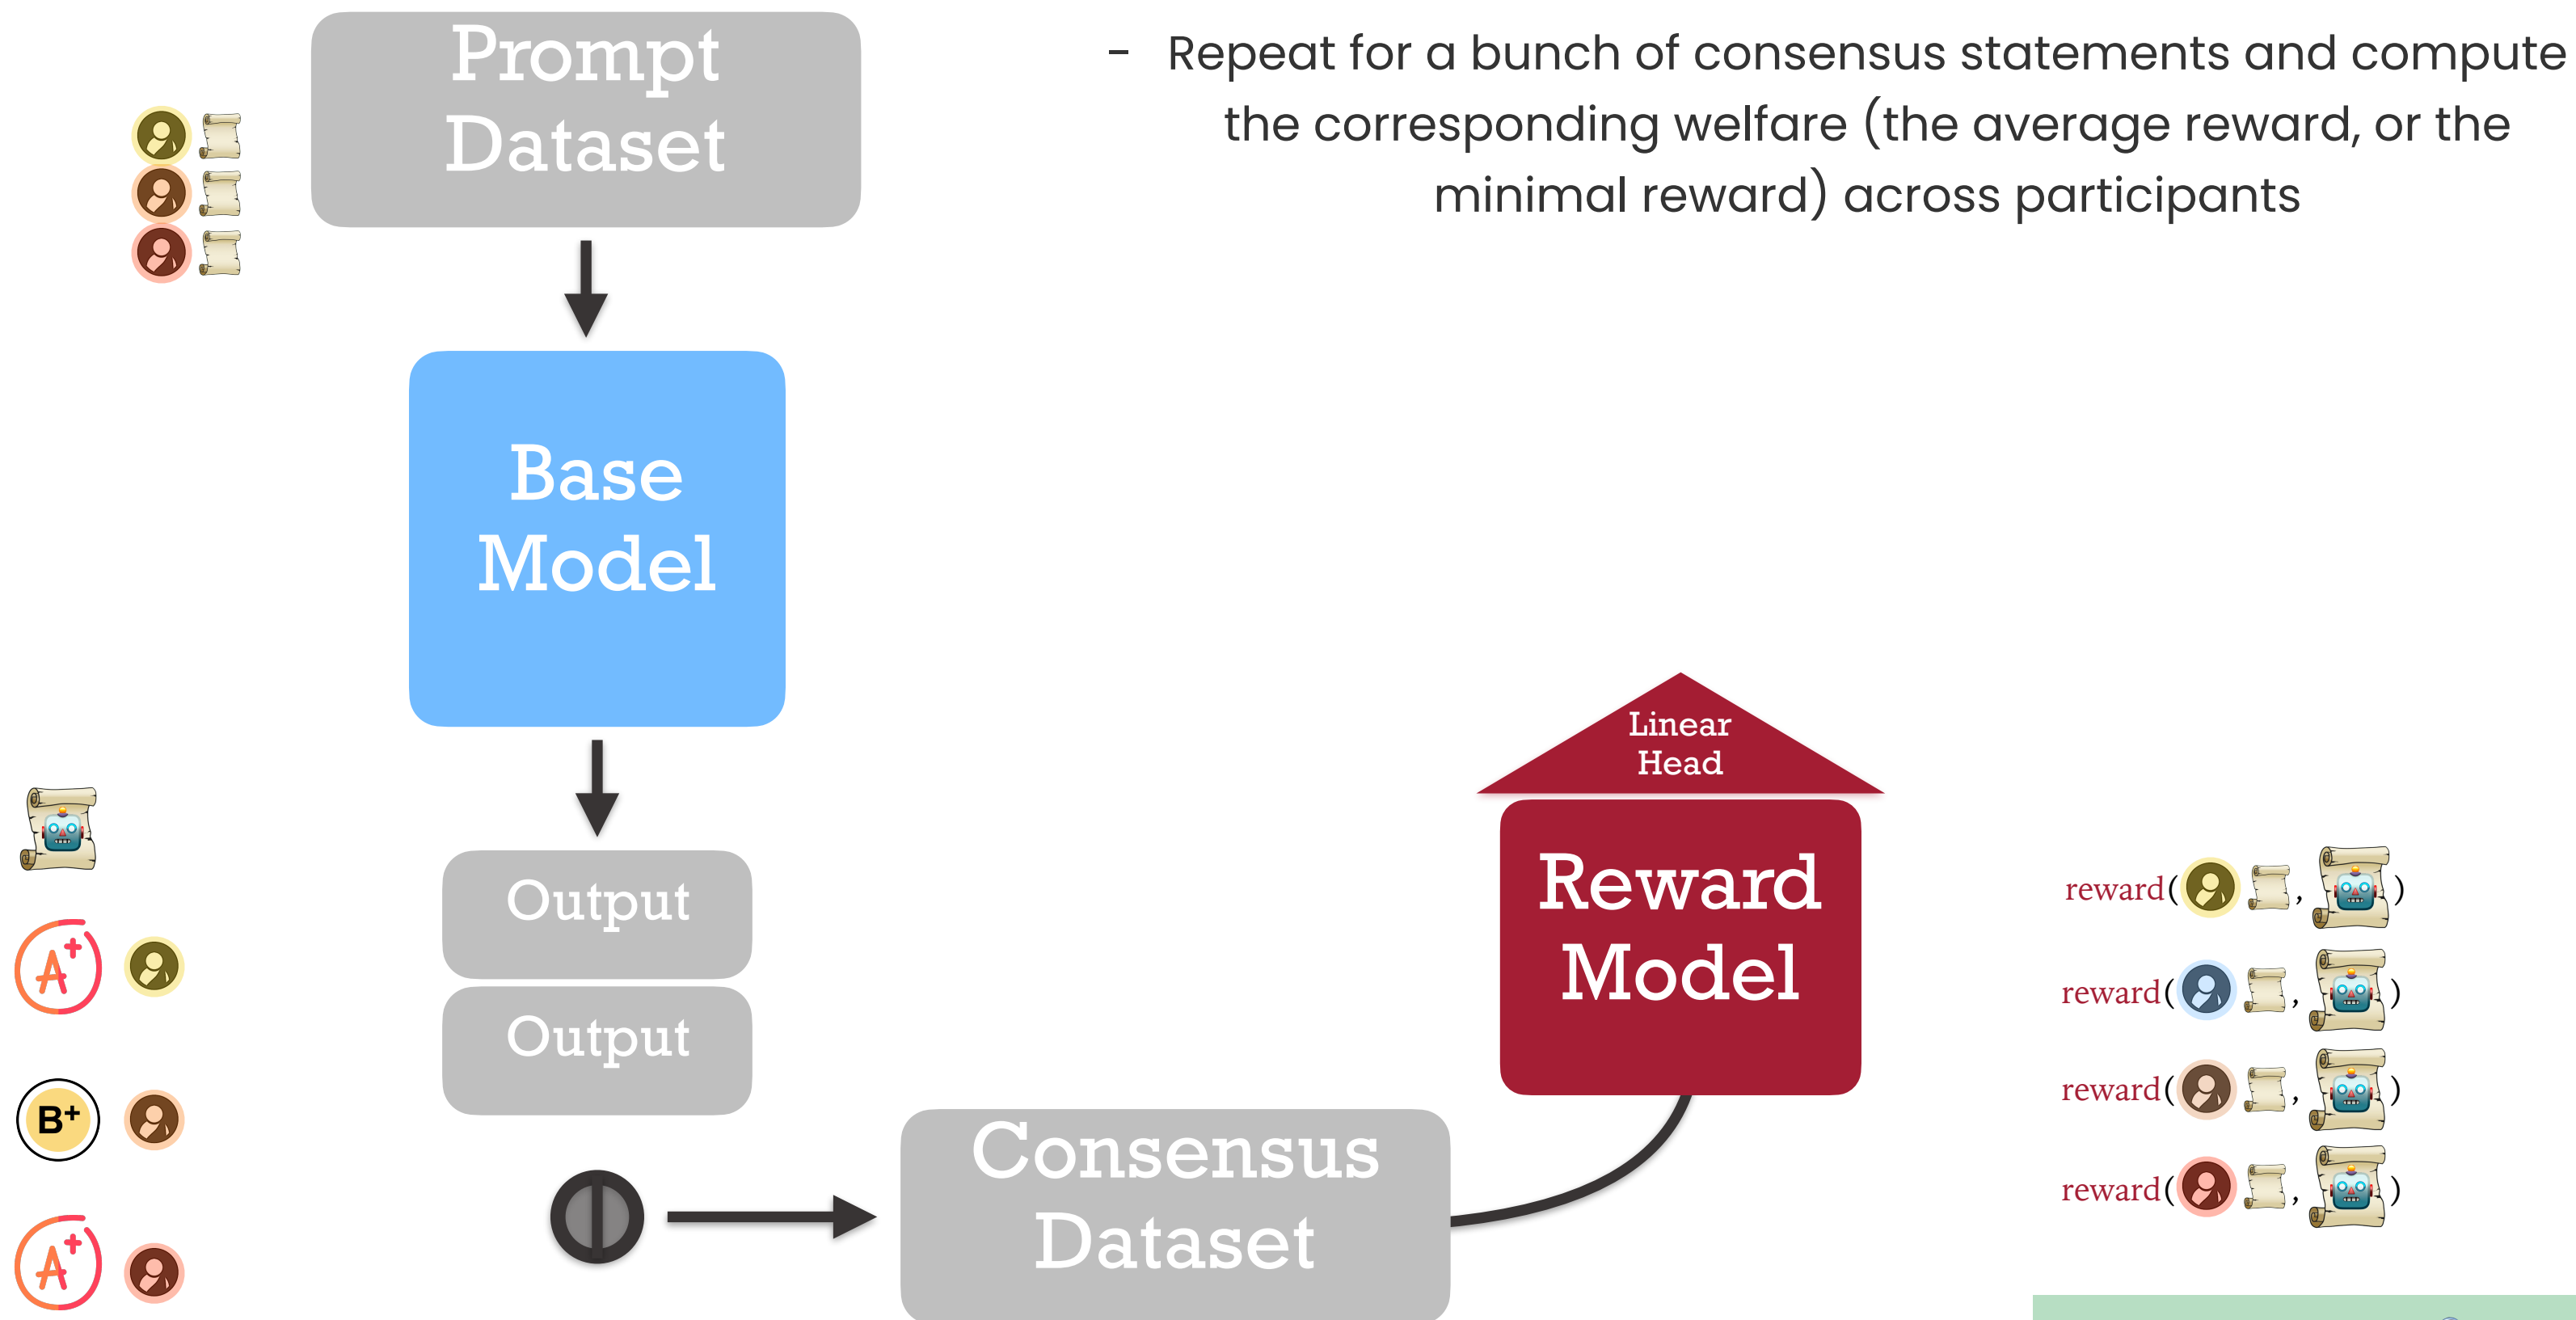 Prompt
Dataset
- Repeat for a bunch of consensus statements and compute
the corresponding welfare (the average reward, or the
minimal reward) across participants
Base
Model
Output
Output
A+
B+
A+
Consensus
Dataset
Linear
Head
Reward
Model
reward( , )
reward( , )
reward( , )
reward( , )